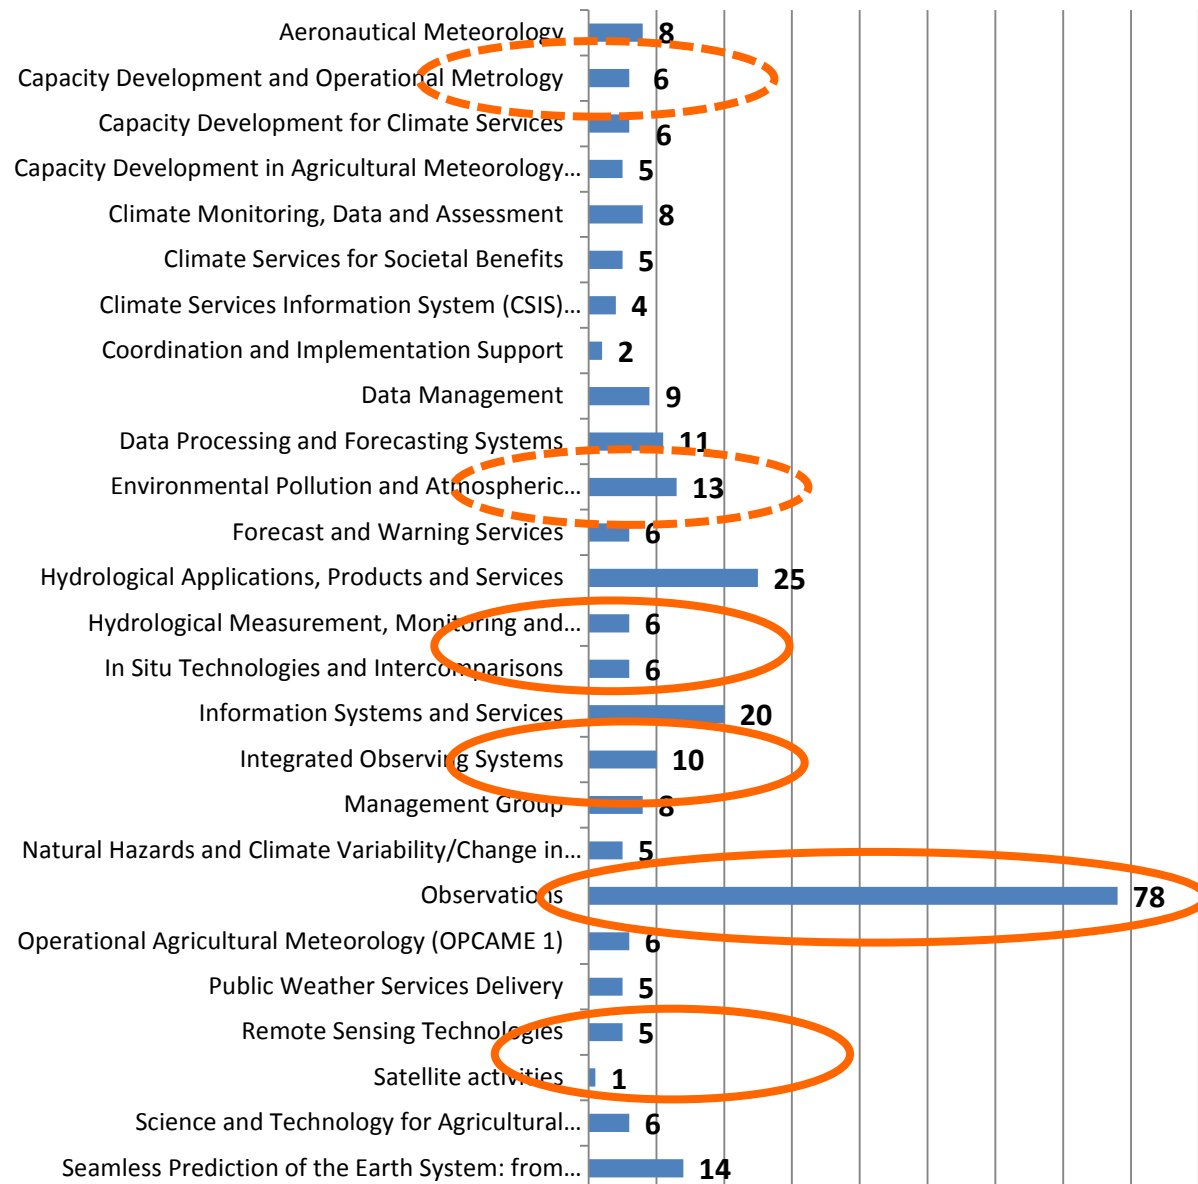 Aeronautical Meteorology 8
Capacity Development and Operational Metrology 6
Capacity Development for Climate Services 6
Capacity Development in Agricultural Meteorology… 5
Climate Monitoring, Data and Assessment 8
Climate Services for Societal Benefits 5
Climate Services Information System (CSIS)… 4
Coordination and Implementation Support 2
Data Management 9
Data Processing and Forecasting Systems 11
Environmental Pollution and Atmospheric… 13
Forecast and Warning Services 6
Hydrological Applications, Products and Services 25
Hydrological Measurement, Monitoring and… 6
In Situ Technologies and Intercomparisons 6
Information Systems and Services 20
Integrated Observing Systems 10
Management Group 8
Natural Hazards and Climate Variability/Change in… 5
Observations 78
Operational Agricultural Meteorology (OPCAME 1) 6
Public Weather Services Delivery 5
Remote Sensing Technologies 5
Satellite activities 1
Science and Technology for Agricultural… 6
Seamless Prediction of the Earth System: from… 14